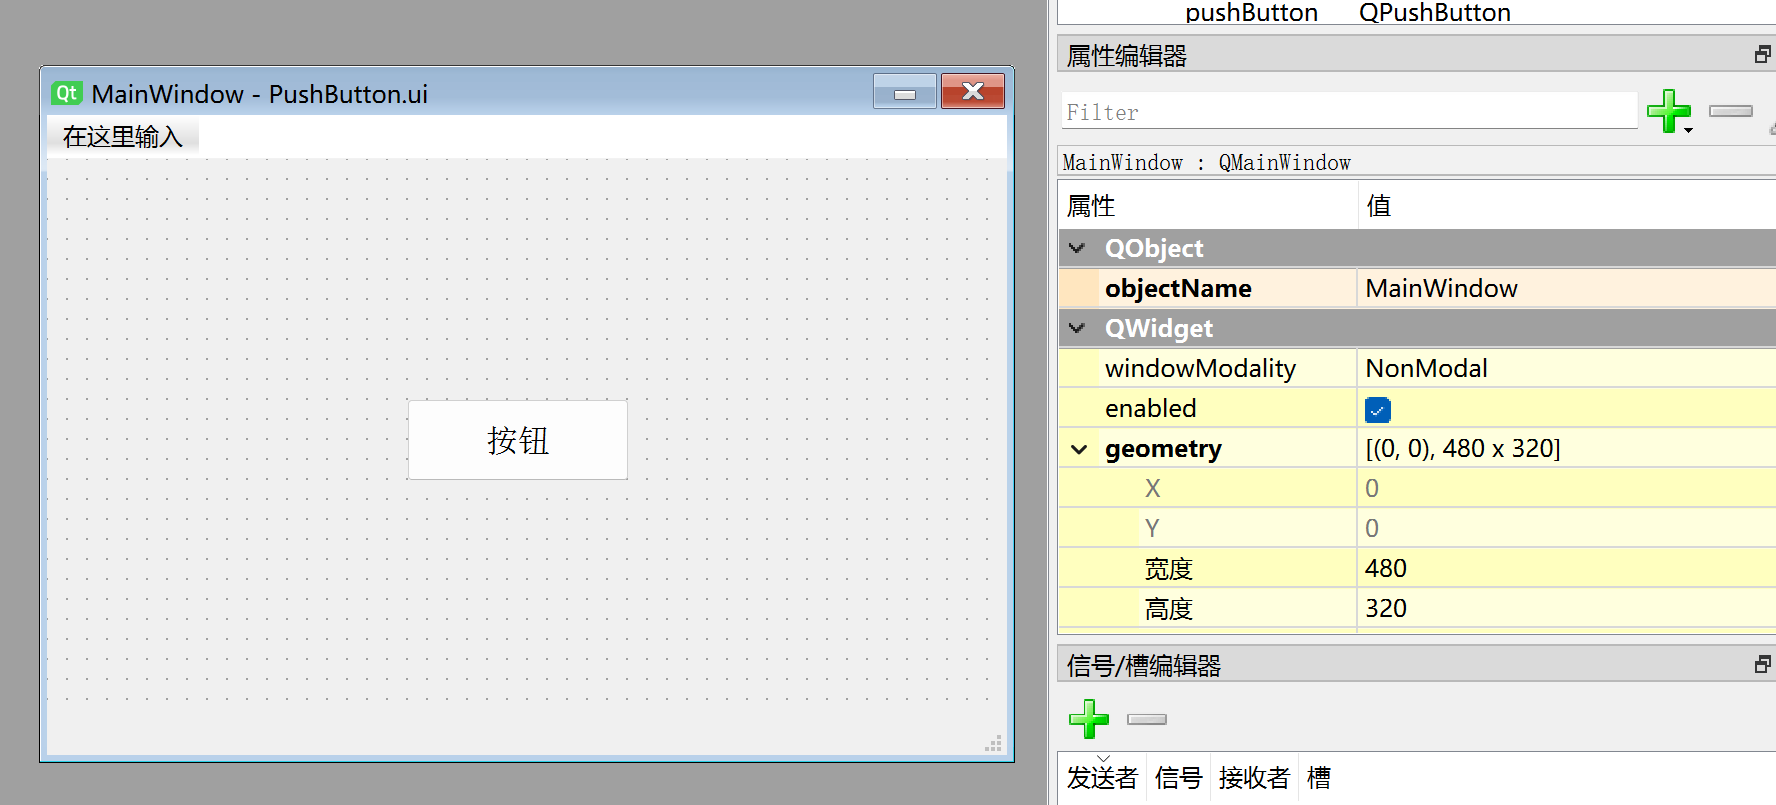 Qt MainWindow - PushButton.ui
在这里输入
按钮
pushButton QPushButton
属性编辑器
Filter
MainWindow : QMainWindow
属性 值
QObject
objectName MainWindow
QWidget
windowModality NonModal
enabled
geometry [(0, 0), 480 x 320]
X 0
Y 0
宽度 480
高度 320
信号/槽编辑器
发送者 信号 接收者 槽